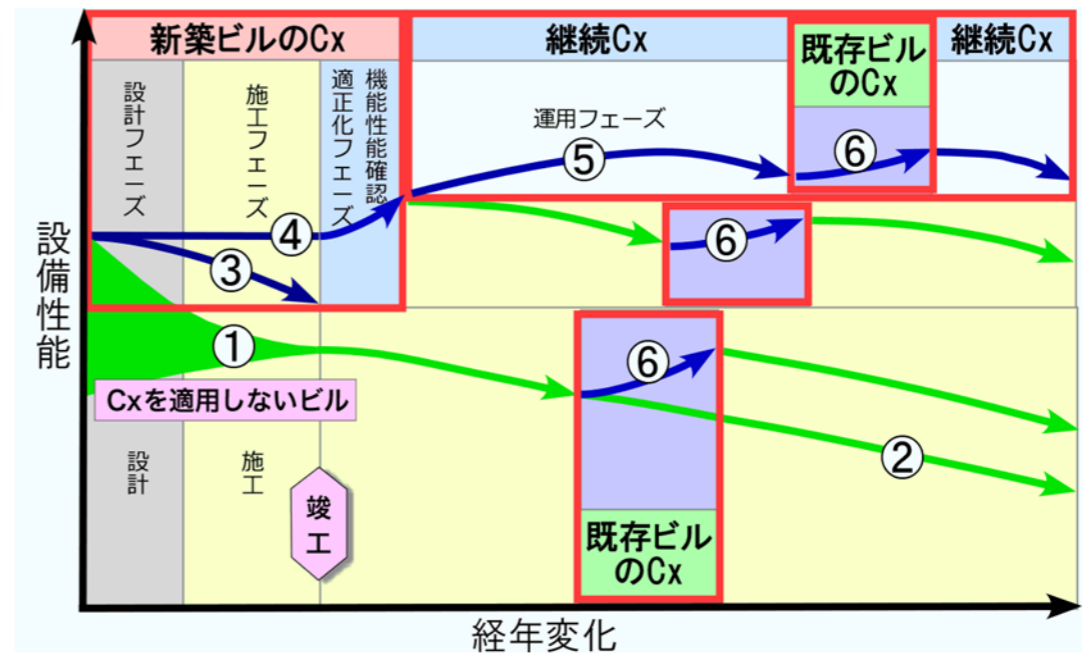 新築ビルのCx
継続Cx
既存ビル
のCx
継続Cx
設計フェーズ
施工フェーズ
機能性能確認
適正化フェーズ
運用フェーズ
⑤
⑥
④
③
⑥
設備性能
①
⑥
Cxを適用しないビル
②
設計
施工
竣工
既存ビル
のCx
経年変化